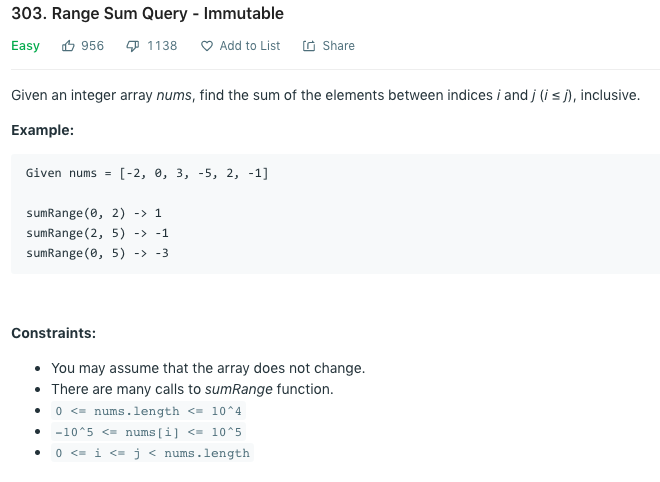 303. Range Sum Query - Immutable
Easy 956 1138 Add to List Share
Given an integer array nums, find the sum of the elements between indices i and j (i ≤ j), inclusive.
Example:
Given nums = [-2, 0, 3, -5, 2, -1]
sumRange(0, 2) -> 1
sumRange(2, 5) -> -1
sumRange(0, 5) -> -3
Constraints:
• You may assume that the array does not change.
• There are many calls to sumRange function.
• 0 <= nums.length <= 10^4
• -10^5 <= nums[i] <= 10^5
• 0 <= i <= j < nums.length